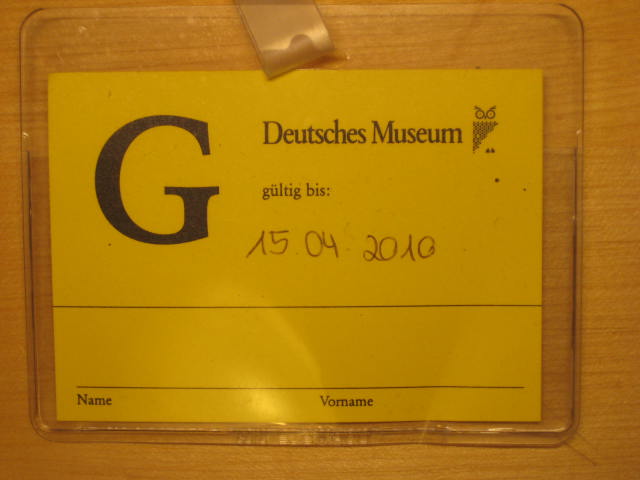 G
Deutsches Museum
gültig bis:
15.04.2010
Name Vorname